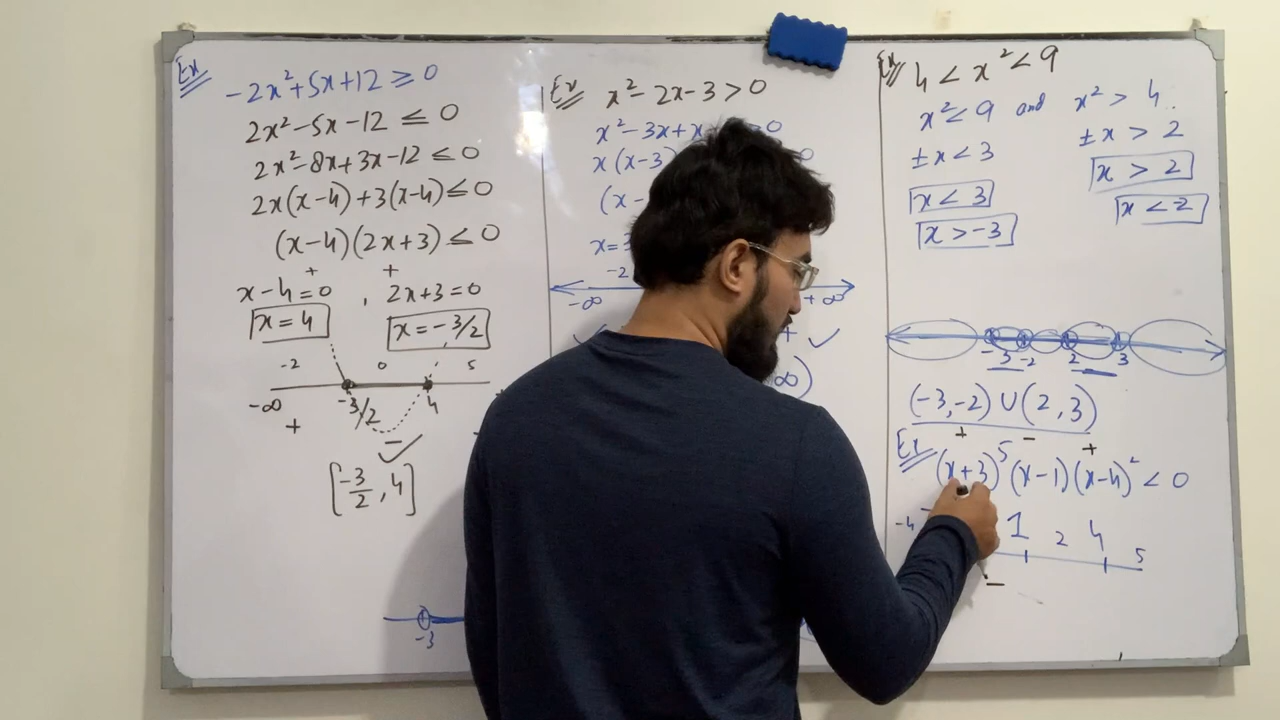 Ex
-2x²+5x+12 ≥ 0
2x²-5x-12 ≤ 0
2x²-8x+3x-12 ≤ 0
2x(x-4)+3(x-4) ≤ 0
(x-4)(2x+3) ≤ 0
+ +
x-4=0 , 2x+3=0
x=4 x=-3/2
-2 0 5
-∞ -3/2 4
+ - ✓
[-3/2, 4]
Ex x²-2x-3>0
x²-3x+x >0
x(x-3)
(x-
x=3
-2
-∞ +∞
✓ + ✓
∞)
-3
Ex 4 < x² < 9
x² < 9 and x² > 4.
±x < 3 ±x > 2
x < 3 x > 2
x > -3 x < 2
-3 -2 2 3
(-3,-2) U (2,3)
+ - +
Ex (x+3)⁵(x-1)(x-4)² < 0
-4 1 2 4 5
-